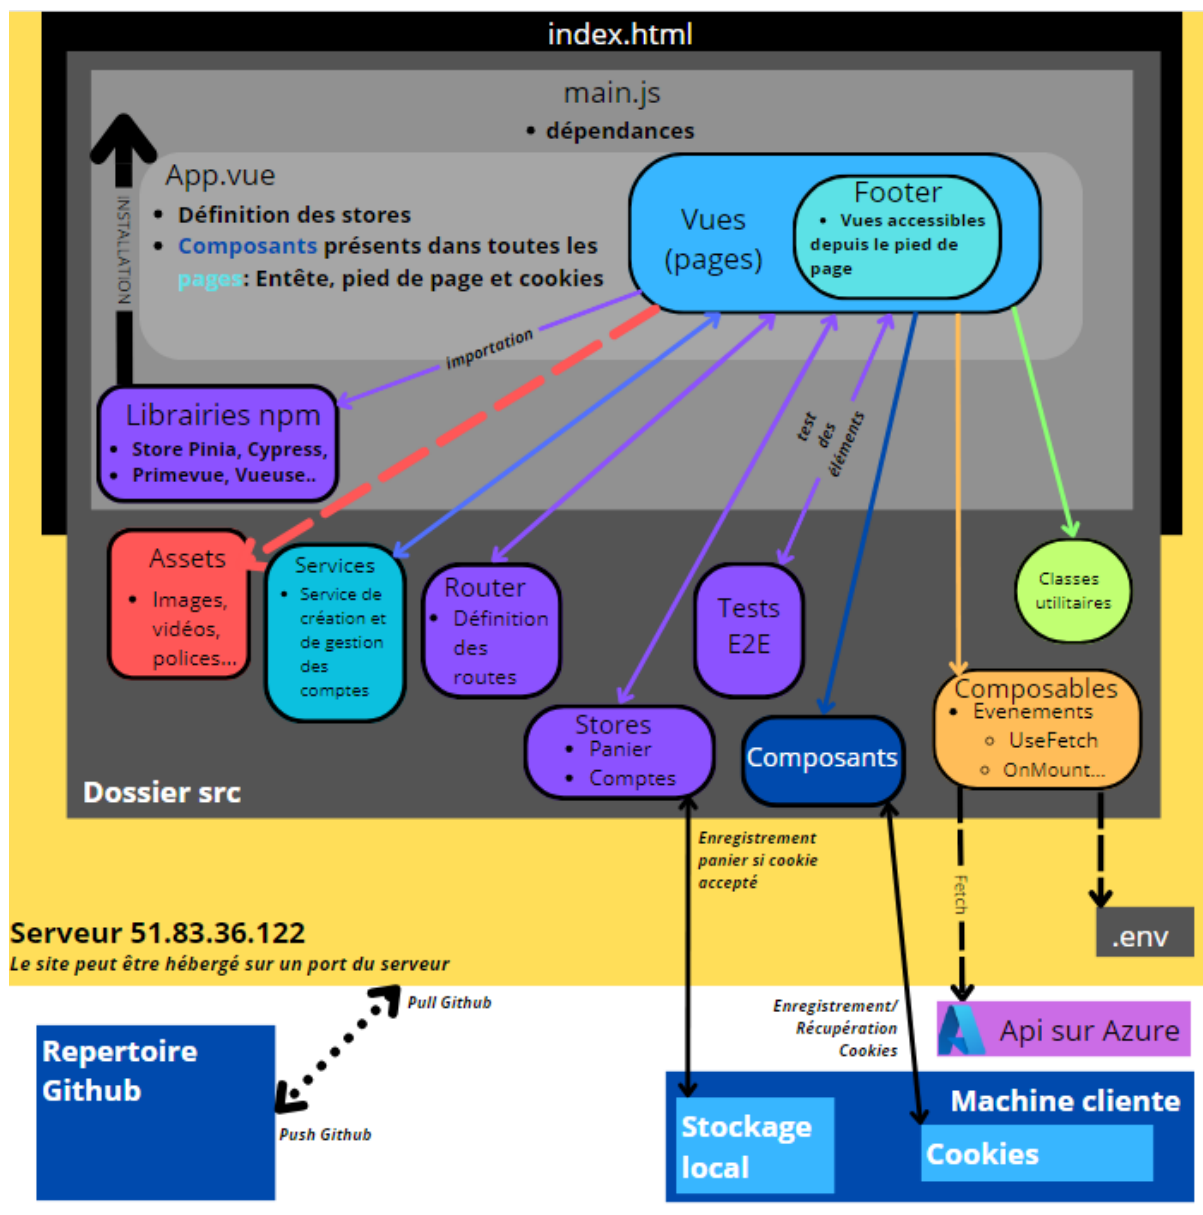 index.html
main.js
• dépendances
INSTALLATION
App.vue
• Définition des stores
• Composants présents dans toutes les
pages: Entête, pied de page et cookies
Vues
(pages)
Footer
• Vues accessibles
depuis le pied de
page
importation
test
des
éléments
Librairies npm
• Store Pinia, Cypress,
• Primevue, Vueuse..
Assets
• Images,
vidéos,
polices...
Services
• Service de
création et
de gestion
des
comptes
Router
• Définition
des
routes
Tests
E2E
Classes
utilitaires
Stores
• Panier
• Comptes
Composants
Composables
• Evenements
○ UseFetch
○ OnMount...
Dossier src
Enregistrement
panier si cookie
accepté
Fetch
.env
Serveur 51.83.36.122
Le site peut être hébergé sur un port du serveur
Pull Github
Push Github
Repertoire
Github
Enregistrement/
Récupération
Cookies
Api sur Azure
Machine cliente
Stockage
local
Cookies